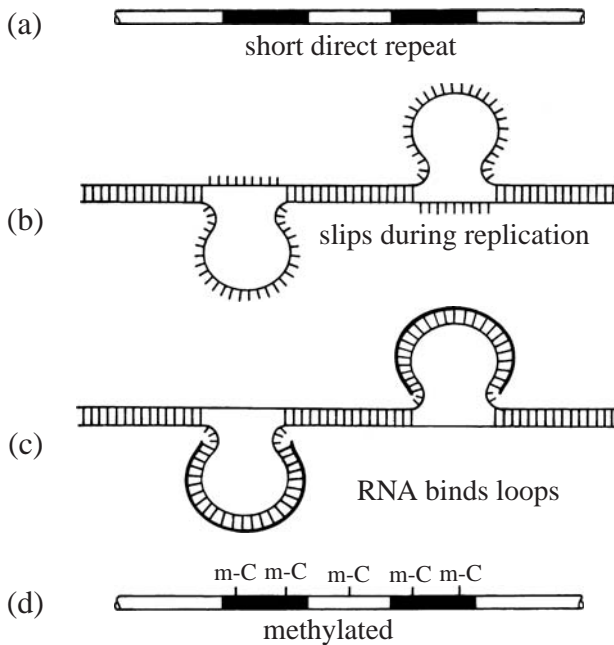 (a)
short direct repeat
(b)
slips during replication
(c)
RNA binds loops
m-C m-C m-C m-C m-C
(d)
methylated